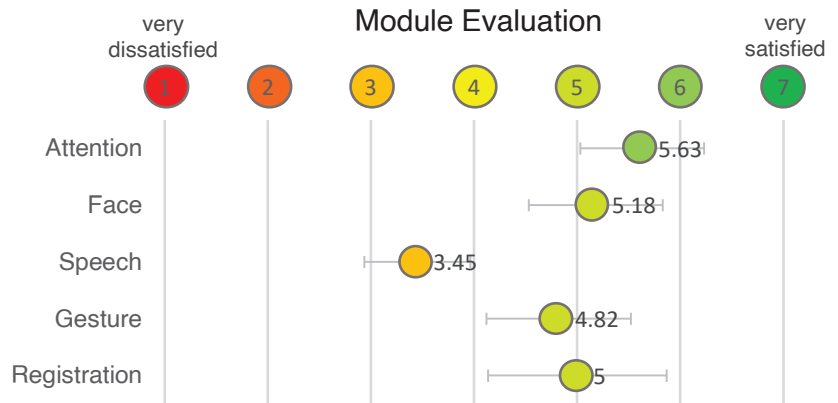 Module Evaluation
very
dissatisfied
very
satisfied
1 2 3 4 5 6 7
Attention 5.63
Face 5.18
Speech 3.45
Gesture 4.82
Registration 5